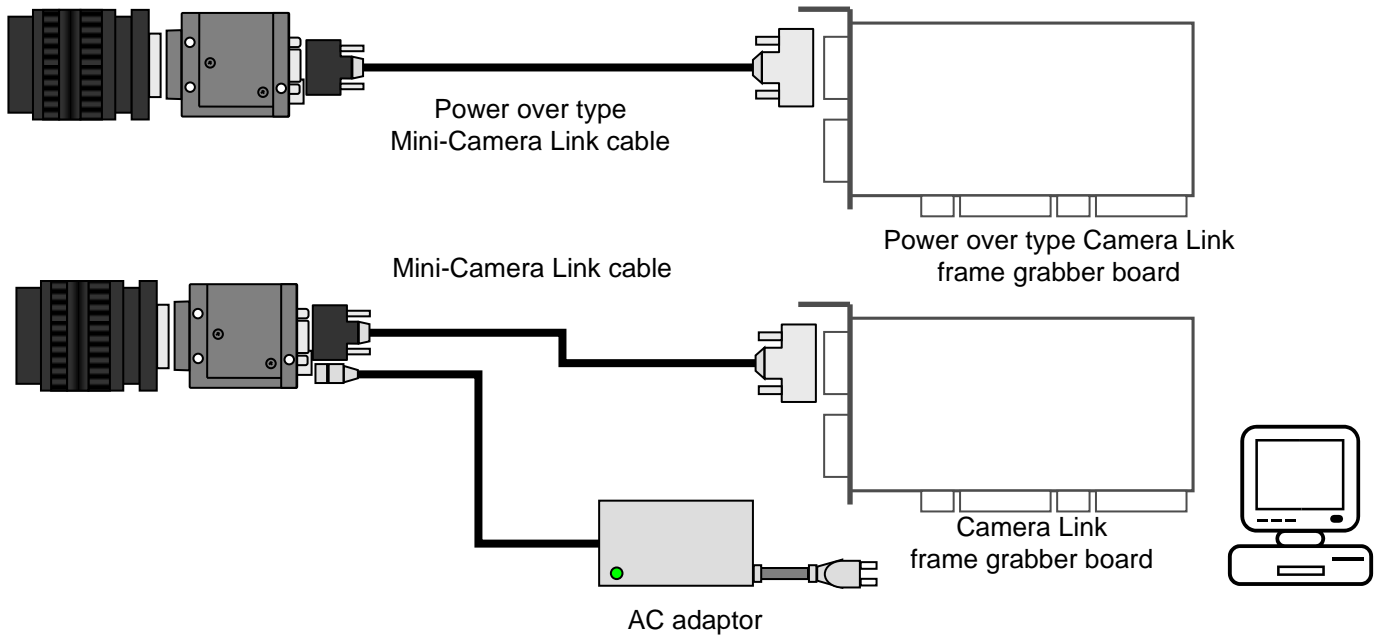 Power over type
Mini-Camera Link cable
Power over type Camera Link
frame grabber board
Mini-Camera Link cable
Camera Link
frame grabber board
AC adaptor